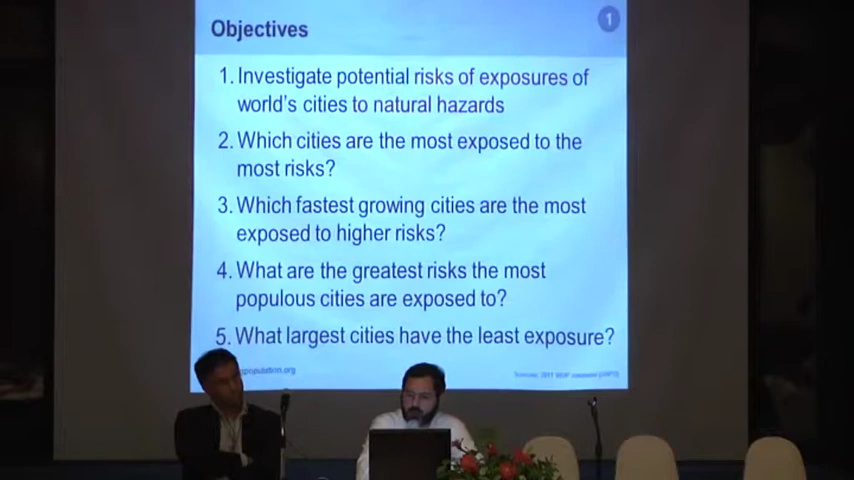 1
Objectives
1. Investigate potential risks of exposures of
world's cities to natural hazards
2. Which cities are the most exposed to the
most risks?
3. Which fastest growing cities are the most
exposed to higher risks?
4. What are the greatest risks the most
populous cities are exposed to?
5. What largest cities have the least exposure?
population.org